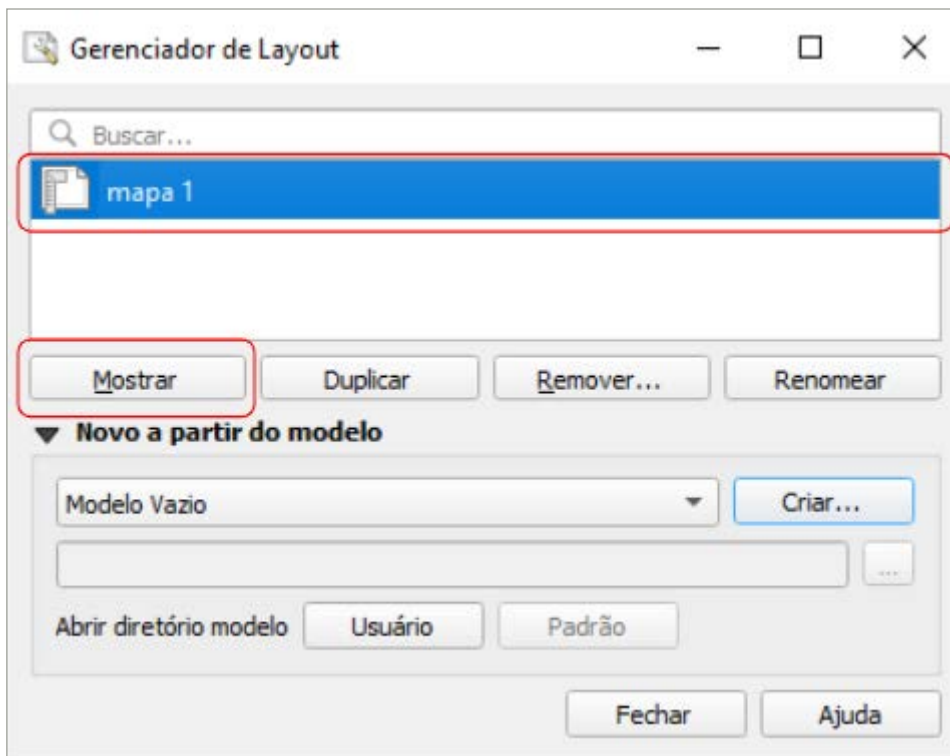 Gerenciador de Layout
Buscar...
mapa 1
Mostrar Duplicar Remover... Renomear
Novo a partir do modelo
Modelo Vazio Criar...
...
Abrir diretório modelo Usuário Padrão
Fechar Ajuda